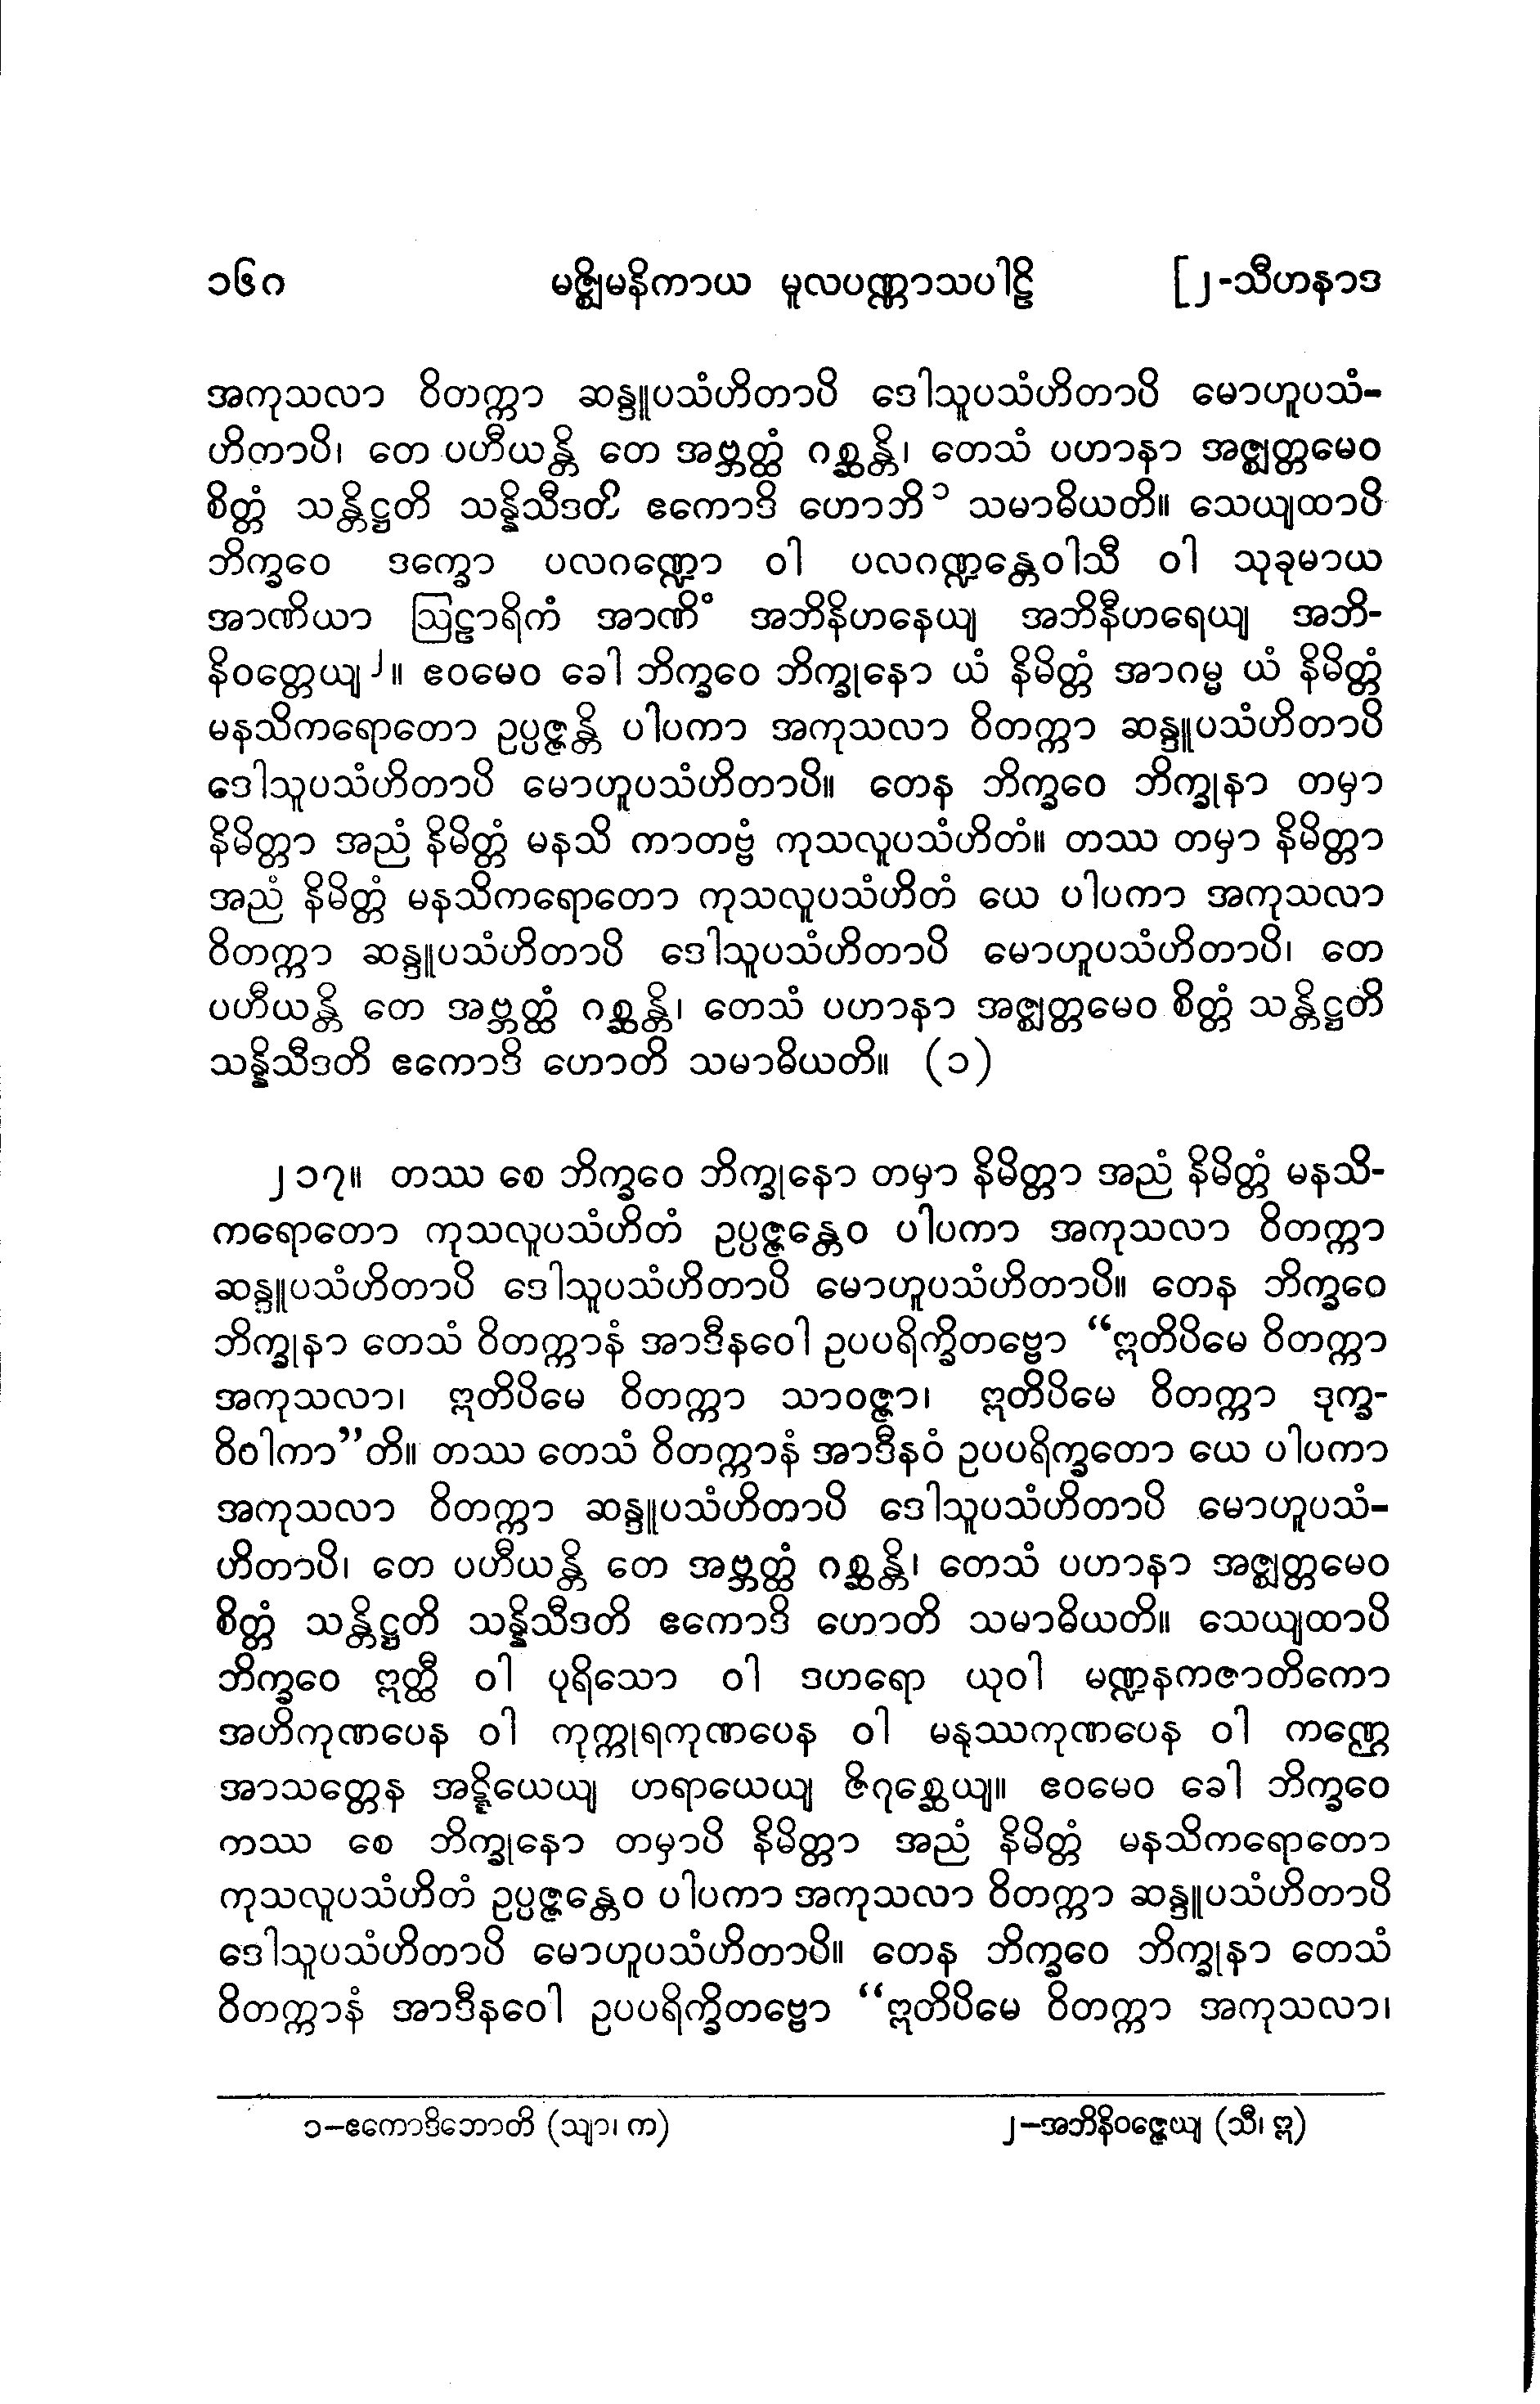 ၁၆ဂ မဇ္ဈိမနိကာယ မူလပဏ္ဏာသပါဠိ [၂-သီဟနာဒ
အကုသလာ ဝိတက္ကာ ဆန္ဒူပသံဟိတာပိ ဒေါသူပသံဟိတာပိ မောဟူပသံ-
ဟိတာပိ၊ တေ ပဟီယန္တိ တေ အဗ္ဘတ္ထံ ဂစ္ဆန္တိ၊ တေသံ ပဟာနာ အဇ္ဈတ္တမေဝ
စိတ္တံ သန္တိဋ္ဌတိ သန္နိသီဒတိ ဧကောဒိ ဟောဘိ ၁ သမာဓိယတိ။ သေယျထာပိ
ဘိက္ခဝေ ဒက္ခော ပလဂဏ္ဍော ဝါ ပလဂဏ္ဍန္တေဝါသီ ဝါ သုခုမာယ
အာဏိယာ ဩဠာရိကံ အာဏိံ အဘိနိဟနေယျ အဘိနီဟရေယျ အဘိ-
နိဝတ္တေယျ၂။ ဧဝမေဝ ခေါ ဘိက္ခဝေ ဘိက္ခုနော ယံ နိမိတ္တံ အာဂမ္မ ယံ နိမိတ္တံ
မနသိကရောတော ဥပ္ပဇ္ဇန္တိ ပါပကာ အကုသလာ ဝိတက္ကာ ဆန္ဒူပသံဟိတာပိ
ဒေါသူပသံဟိတာပိ မောဟူပသံဟိတာပိ။ တေန ဘိက္ခဝေ ဘိက္ခုနာ တမှာ
နိမိတ္တာ အညံ နိမိတ္တံ မနသိ ကာတဗ္ဗံ ကုသလူပသံဟိတံ။ တဿ တမှာ နိမိတ္တာ
အညံ နိမိတ္တံ မနသိကရောတော ကုသလူပသံဟိတံ ယေ ပါပကာ အကုသလာ
ဝိတက္ကာ ဆန္ဒူပသံဟိတာပိ ဒေါသူပသံဟိတာပိ မောဟူပသံဟိတာပိ၊ တေ
ပဟီယန္တိ တေ အဗ္ဘတ္ထံ ဂစ္ဆန္တိ၊ တေသံ ပဟာနာ အဇ္ဈတ္တမေဝ စိတ္တံ သန္တိဋ္ဌတိ
သန္နိသီဒတိ ဧကောဒိ ဟောတိ သမာဓိယတိ။ (၁)
၂၁၇။ တဿ စေ ဘိက္ခဝေ ဘိက္ခုနော တမှာ နိမိတ္တာ အညံ နိမိတ္တံ မနသိ-
ကရောတော ကုသလူပသံဟိတံ ဥပ္ပဇ္ဇန္တေဝ ပါပကာ အကုသလာ ဝိတက္ကာ
ဆန္ဒူပသံဟိတာပိ ဒေါသူပသံဟိတာပိ မောဟူပသံဟိတာပိ။ တေန ဘိက္ခဝေ
ဘိက္ခုနာ တေသံ ဝိတက္ကာနံ အာဒီနဝေါ ဥပပရိက္ခိတဗ္ဗော “ဣတိပိမေ ဝိတက္ကာ
အကုသလာ၊ ဣတိပိမေ ဝိတက္ကာ သာဝဇ္ဇာ၊ ဣတိပိမေ ဝိတက္ကာ ဒုက္ခ-
ဝိပါကာ”တိ။ တဿ တေသံ ဝိတက္ကာနံ အာဒီနဝံ ဥပပရိက္ခတော ယေ ပါပကာ
အကုသလာ ဝိတက္ကာ ဆန္ဒူပသံဟိတာပိ ဒေါသူပသံဟိတာပိ မောဟူပသံ-
ဟိတာပိ၊ တေ ပဟီယန္တိ တေ အဗ္ဘတ္ထံ ဂစ္ဆန္တိ၊ တေသံ ပဟာနာ အဇ္ဈတ္တမေဝ
စိတ္တံ သန္တိဋ္ဌတိ သန္နိသီဒတိ ဧကောဒိ ဟောတိ သမာဓိယတိ။ သေယျထာပိ
ဘိက္ခဝေ ဣတ္ထီ ဝါ ပုရိသော ဝါ ဒဟရော ယုဝါ မဏ္ဍနကဇာတိကော
အဟိကုဏပေန ဝါ ကုက္ကုရကုဏပေန ဝါ မနုဿကုဏပေန ဝါ ကဏ္ဌေ
အာသတ္တေန အဋ္ဋိယေယျ ဟရာယေယျ ဇိဂုစ္ဆေယျ။ ဧဝမေဝ ခေါ ဘိက္ခဝေ
ကဿ စေ ဘိက္ခုနော တမှာပိ နိမိတ္တာ အညံ နိမိတ္တံ မနသိကရောတော
ကုသလူပသံဟိတံ ဥပ္ပဇ္ဇန္တေဝ ပါပကာ အကုသလာ ဝိတက္ကာ ဆန္ဒူပသံဟိတာပိ
ဒေါသူပသံဟိတာပိ မောဟူပသံဟိတာပိ။ တေန ဘိက္ခဝေ ဘိက္ခုနာ တေသံ
ဝိတက္ကာနံ အာဒီနဝေါ ဥပပရိက္ခိတဗ္ဗော “ဣတိပိမေ ဝိတက္ကာ အကုသလာ၊
၁–ဧကောဒိဘောတိ (သျာ၊ က) ၂–အဘိနိဝဇ္ဇေယျ (သီ၊ ဣ)